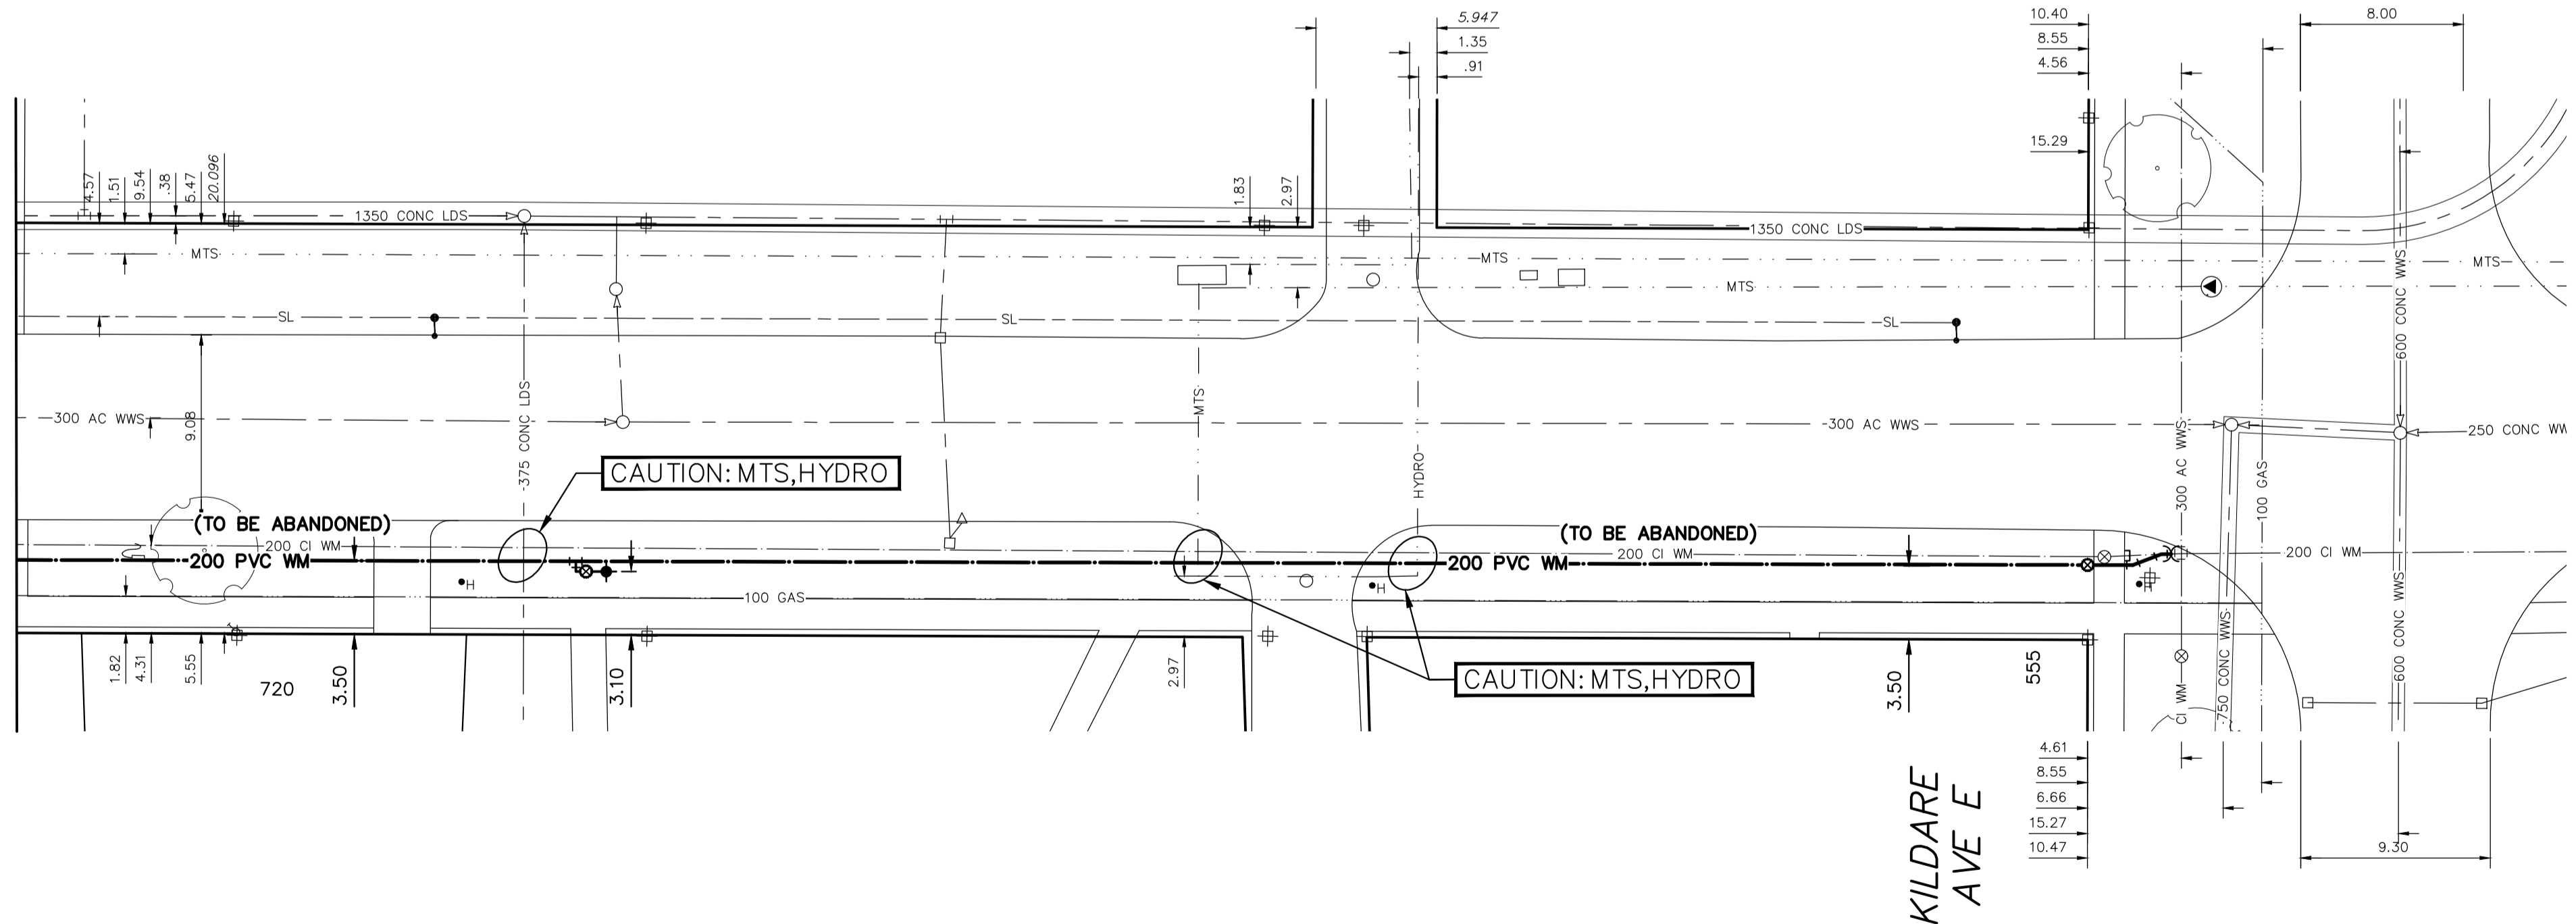 5.947
1.35
.91
10.40
8.55
4.56
15.29
8.00
4.57
1.51
9.54
.38
5.47
20.096
1.83
2.97
1350 CONC LDS
1350 CONC LDS
MTS
MTS
MTS
MTS
SL
SL
SL
600 CONC WWS
375 CONC LDS
MTS
HYDRO
9.08
300 AC WWS
300 AC WWS
250 CONC WW
300 AC WWS
100 GAS
CAUTION: MTS,HYDRO
(TO BE ABANDONED)
(TO BE ABANDONED)
200 CI WM
200 CI WM
200 CI WM
200 PVC WM
200 PVC WM
H
H
H
100 GAS
1.82
4.31
5.55
720
3.50
3.10
2.97
CAUTION: MTS,HYDRO
3.50
555
CI WM
750 CONC WWS
600 CONC WWS
4.61
8.55
6.66
15.27
10.47
9.30
KILDARE
AVE E